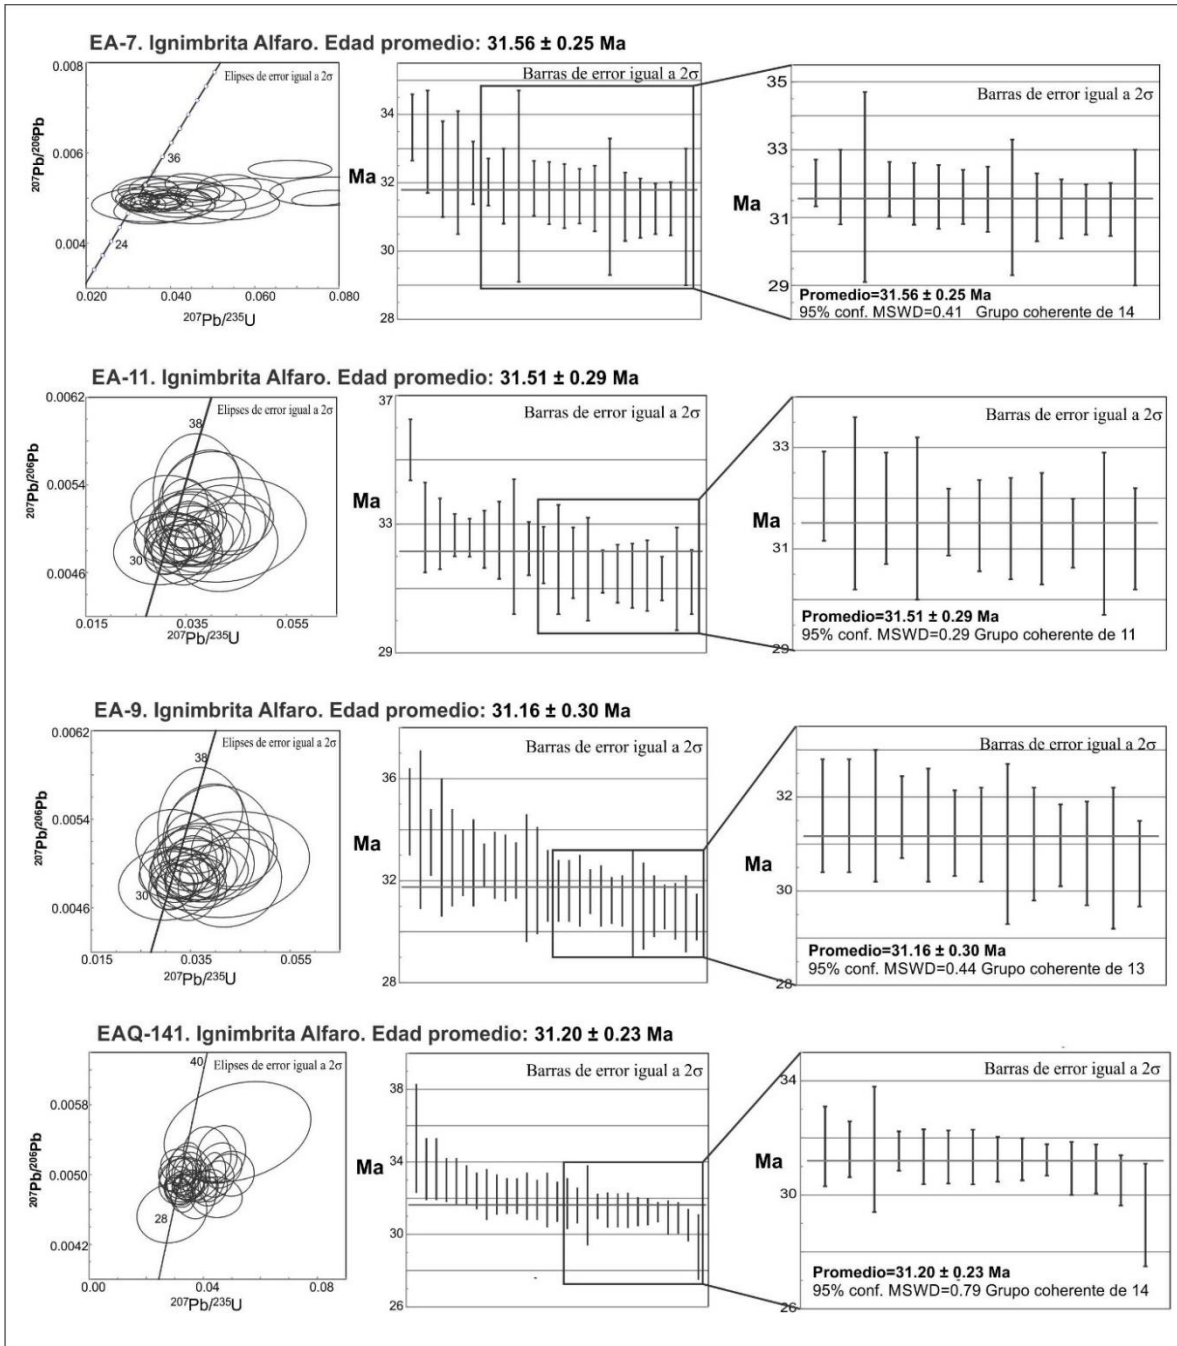 EA-7. Ignimbrita Alfaro. Edad promedio: 31.56 ± 0.25 Ma
0.008
Elipses de error igual a 2σ
0.006
36
0.004
24
0.020
0.040
0.060
0.080
207Pb/206Pb
207Pb/235U
Barras de error igual a 2σ
34
Ma
32
30
28
35
Barras de error igual a 2σ
33
Ma
31
29
Promedio=31.56 ± 0.25 Ma
95% conf. MSWD=0.41 Grupo coherente de 14
EA-11. Ignimbrita Alfaro. Edad promedio: 31.51 ± 0.29 Ma
0.0062
Elipses de error igual a 2σ
38
0.0054
0.0046
30
0.015
0.035
0.055
207Pb/206Pb
207Pb/235U
37
Barras de error igual a 2σ
Ma
33
29
Barras de error igual a 2σ
33
Ma
31
29
Promedio=31.51 ± 0.29 Ma
95% conf. MSWD=0.29 Grupo coherente de 11
EA-9. Ignimbrita Alfaro. Edad promedio: 31.16 ± 0.30 Ma
0.0062
Elipses de error igual a 2σ
38
0.0054
30
0.0046
0.015
0.035
0.055
207Pb/206Pb
207Pb/235U
Barras de error igual a 2σ
36
Ma
32
28
Barras de error igual a 2σ
32
Ma
30
28
Promedio=31.16 ± 0.30 Ma
95% conf. MSWD=0.44 Grupo coherente de 13
EAQ-141. Ignimbrita Alfaro. Edad promedio: 31.20 ± 0.23 Ma
40
Elipses de error igual a 2σ
0.0058
0.0050
28
0.0042
0.00
0.04
0.08
207Pb/206Pb
207Pb/235U
38
Barras de error igual a 2σ
Ma
34
30
26
34
Barras de error igual a 2σ
Ma
30
26
Promedio=31.20 ± 0.23 Ma
95% conf. MSWD=0.79 Grupo coherente de 14